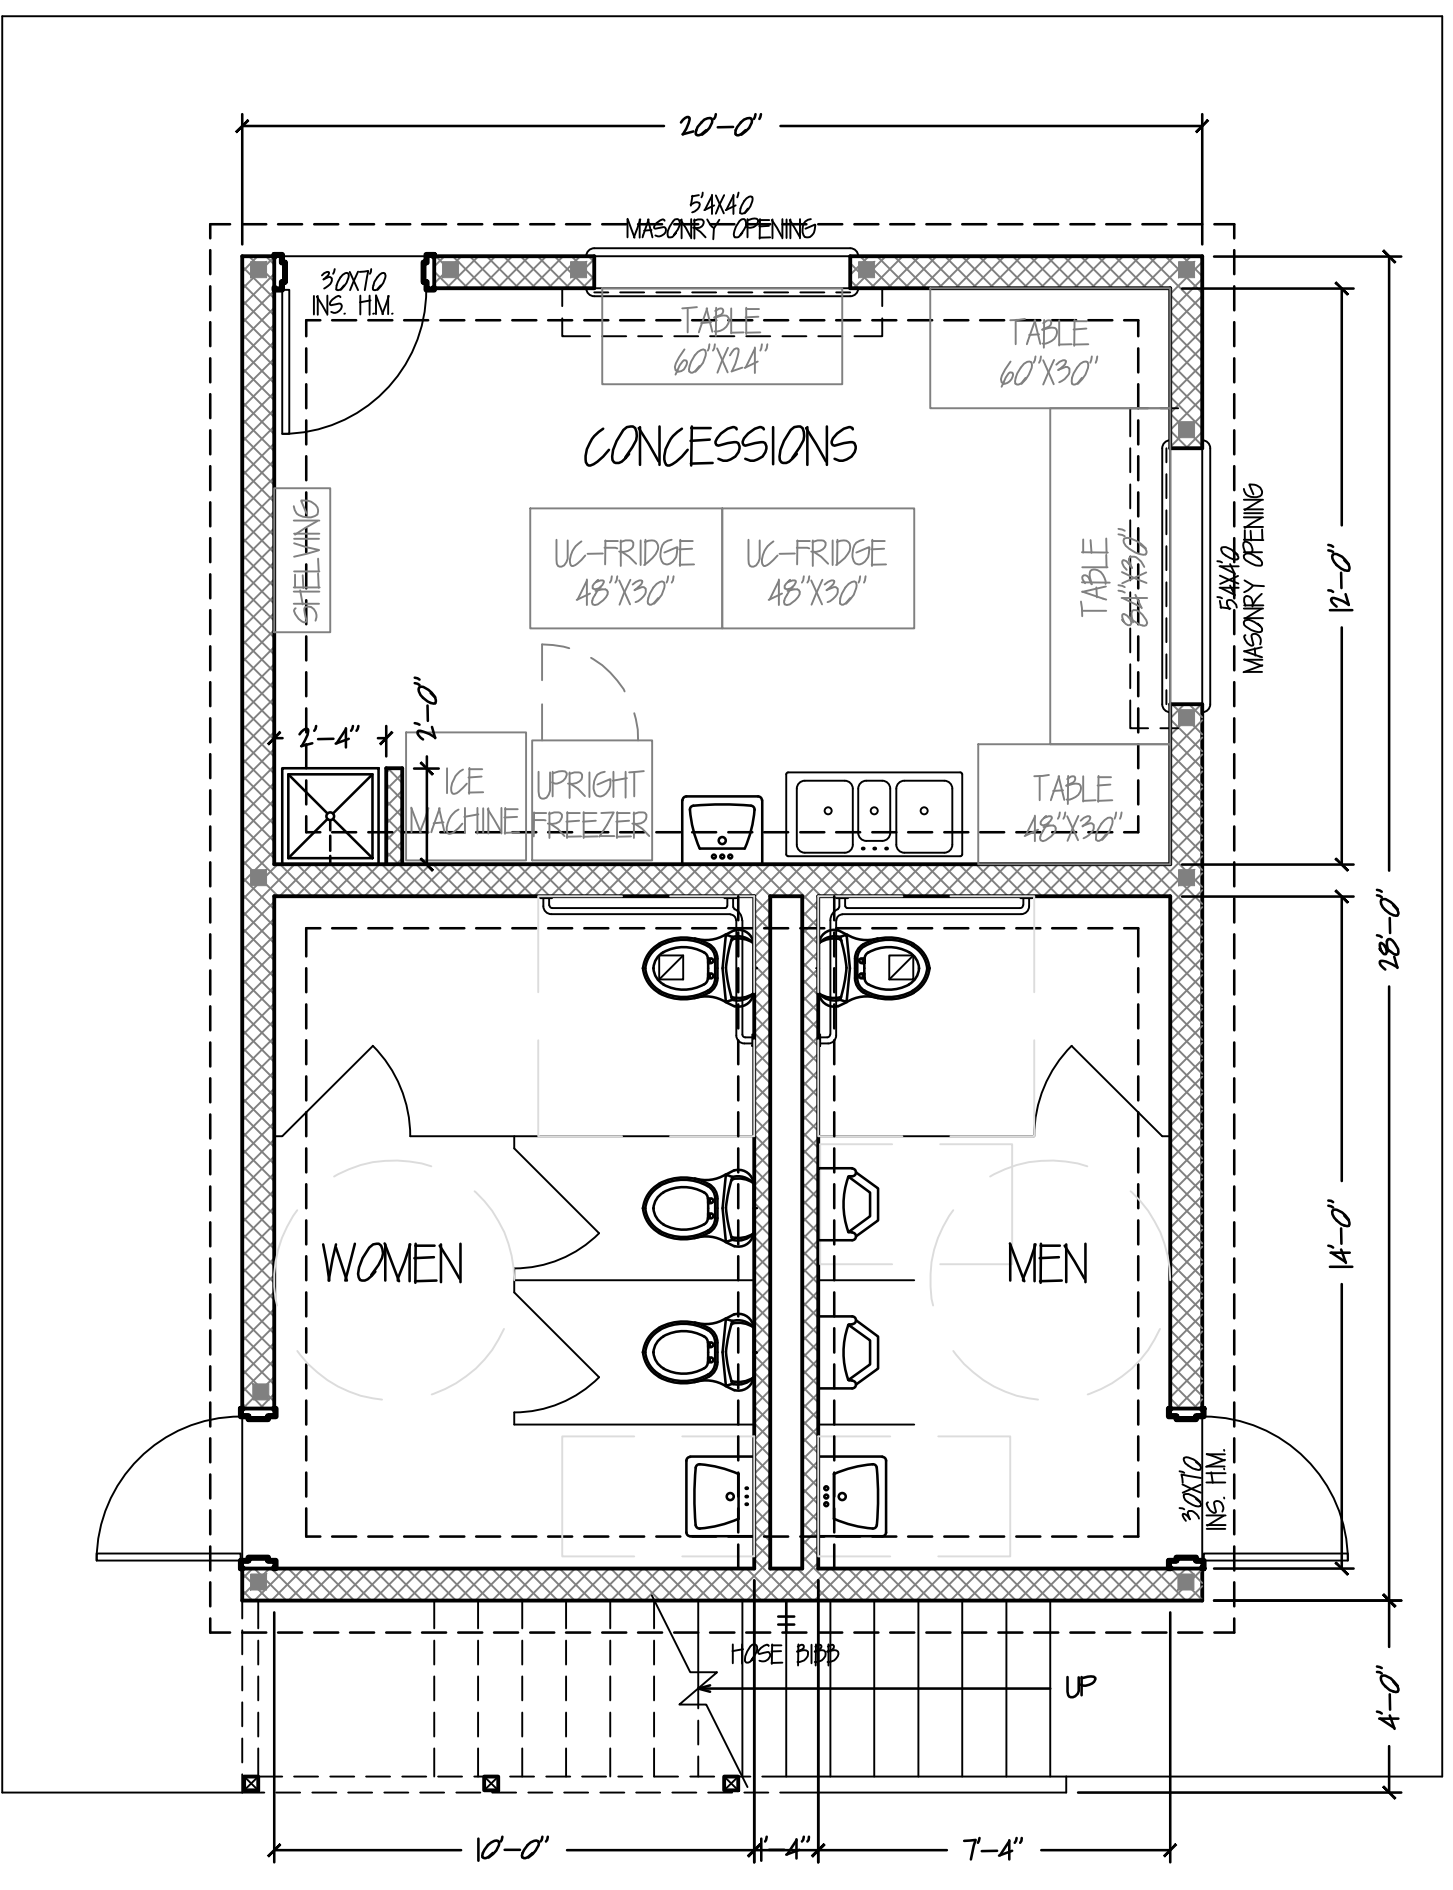 20'-0"
5'4X4'0
MASONRY OPENING
3'0X7'0
INS. H.M.
TABLE
60"X24"
TABLE
60"X30"
CONCESSIONS
SHELVING
UC-FRIDGE
48"X30"
UC-FRIDGE
48"X30"
TABLE
84"X30"
5'4X4'0
MASONRY OPENING
12'-0"
2'-4"
2'-0"
ICE
MACHINE
UPRIGHT
FREEZER
TABLE
48"X30"
28'-0"
WOMEN
MEN
14'-0"
3'0X7'0
INS. H.M.
HOSE BIBB
UP
4'-0"
10'-0"
1'-4"
7'-4"